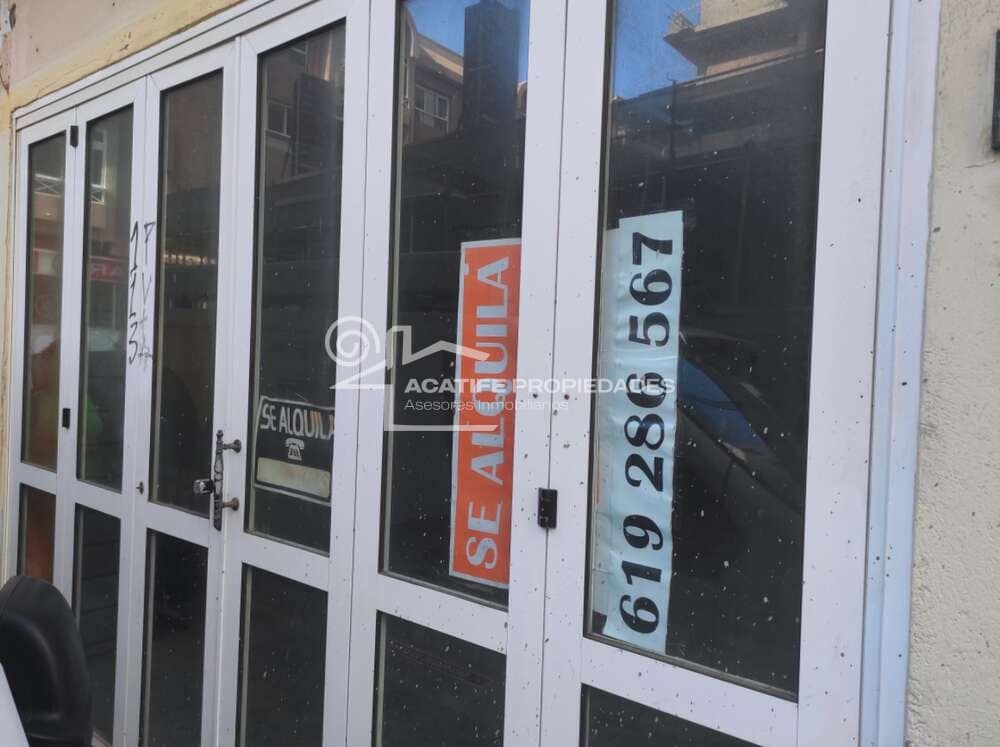 SE ALQUILA
SE ALQUILA
619 286 567
ACATIFE PROPIEDADES
Asesores Inmobiliarios